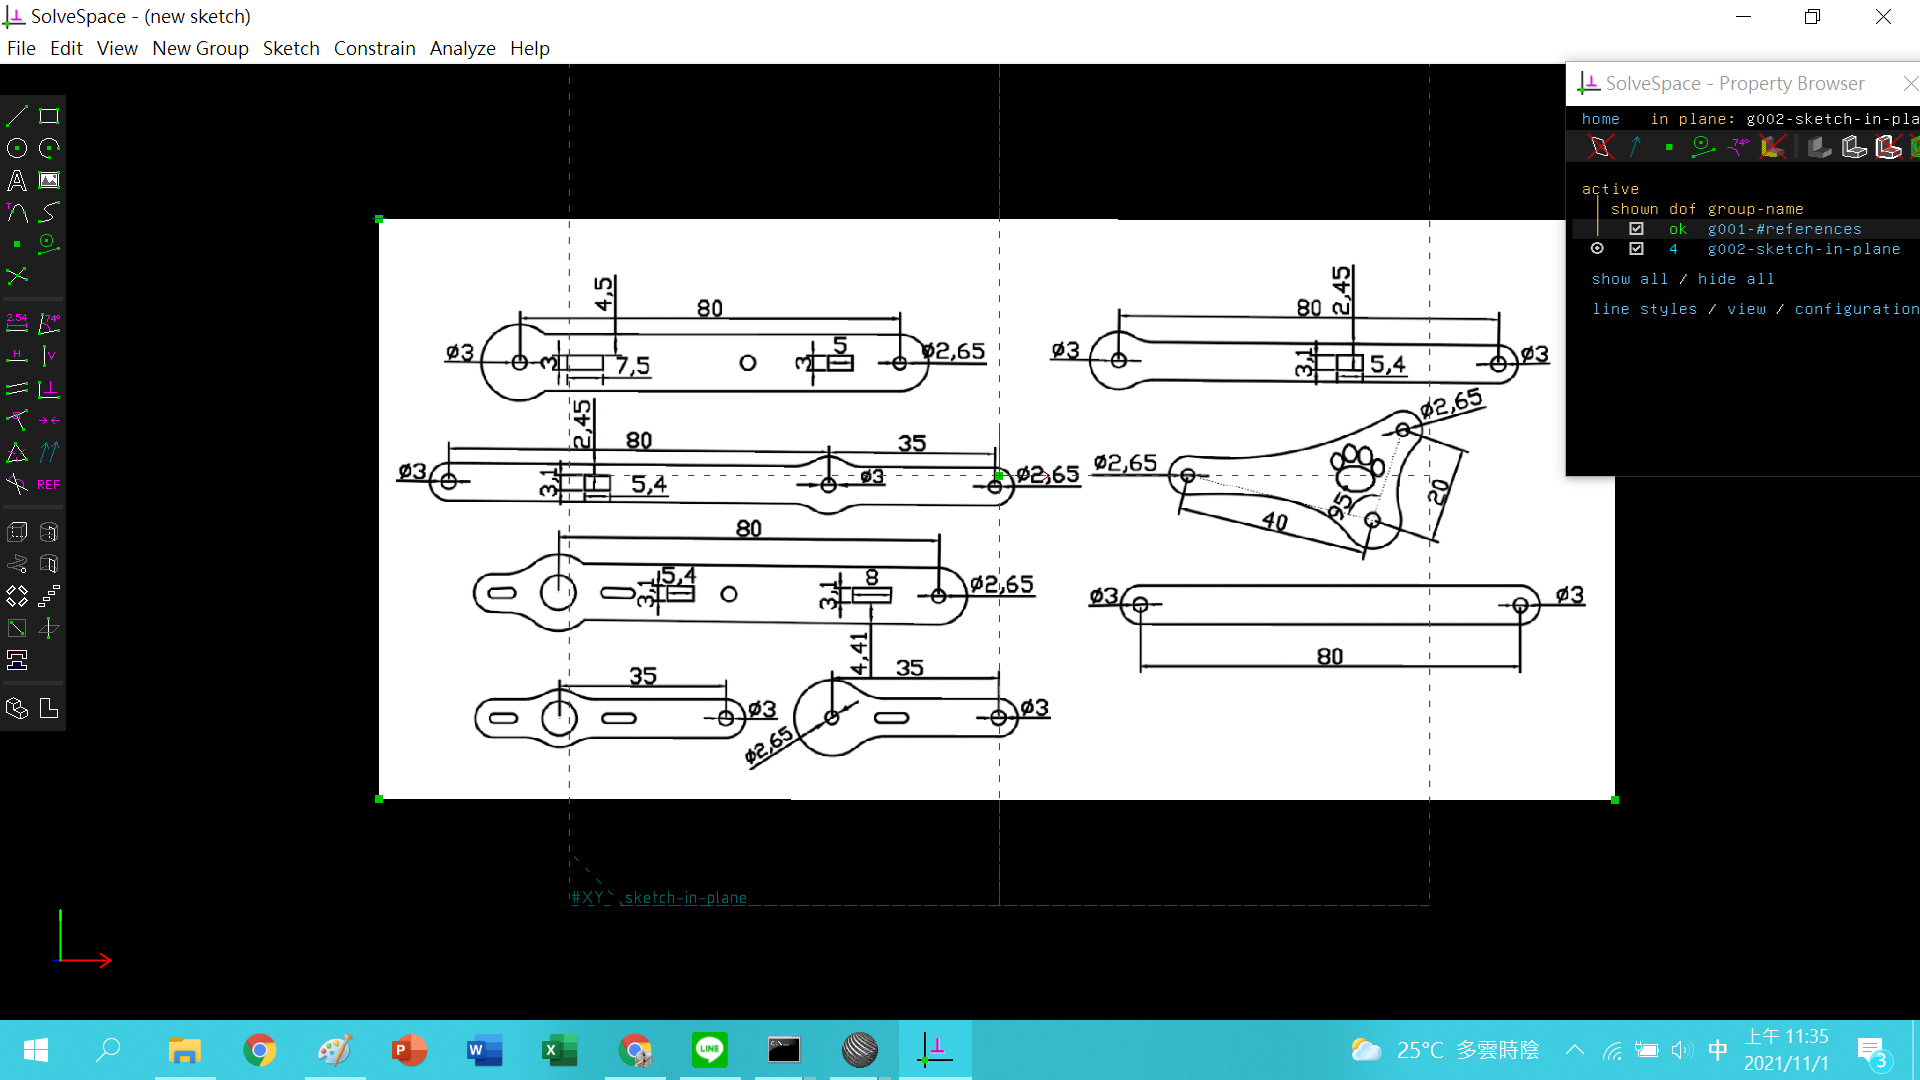 SolveSpace - (new sketch)
File Edit View New Group Sketch Constrain Analyze Help
SolveSpace - Property Browser
home in plane: g002-sketch-in-pla
active
shown dof group-name
ok g001-#references
4 g002-sketch-in-plane
show all / hide all
line styles / view / configuration
2.54 74°
H V
REF
74°
4,5
80
ø3
3
7,5
3
5
ø2,65
2,45
80
ø3
3,1
5,4
ø3
2,45
80
35
ø3
3,1
5,4
ø3
ø2,65
ø2,65
ø2,65
95
40
20
80
3,1
5,4
3,1
8
ø2,65
4,41
ø3
ø3
80
35
ø3
35
ø2,65
ø3
#XY sketch-in-plane
25°C 多雲時陰
中
上午 11:35
2021/11/1
3
LINE